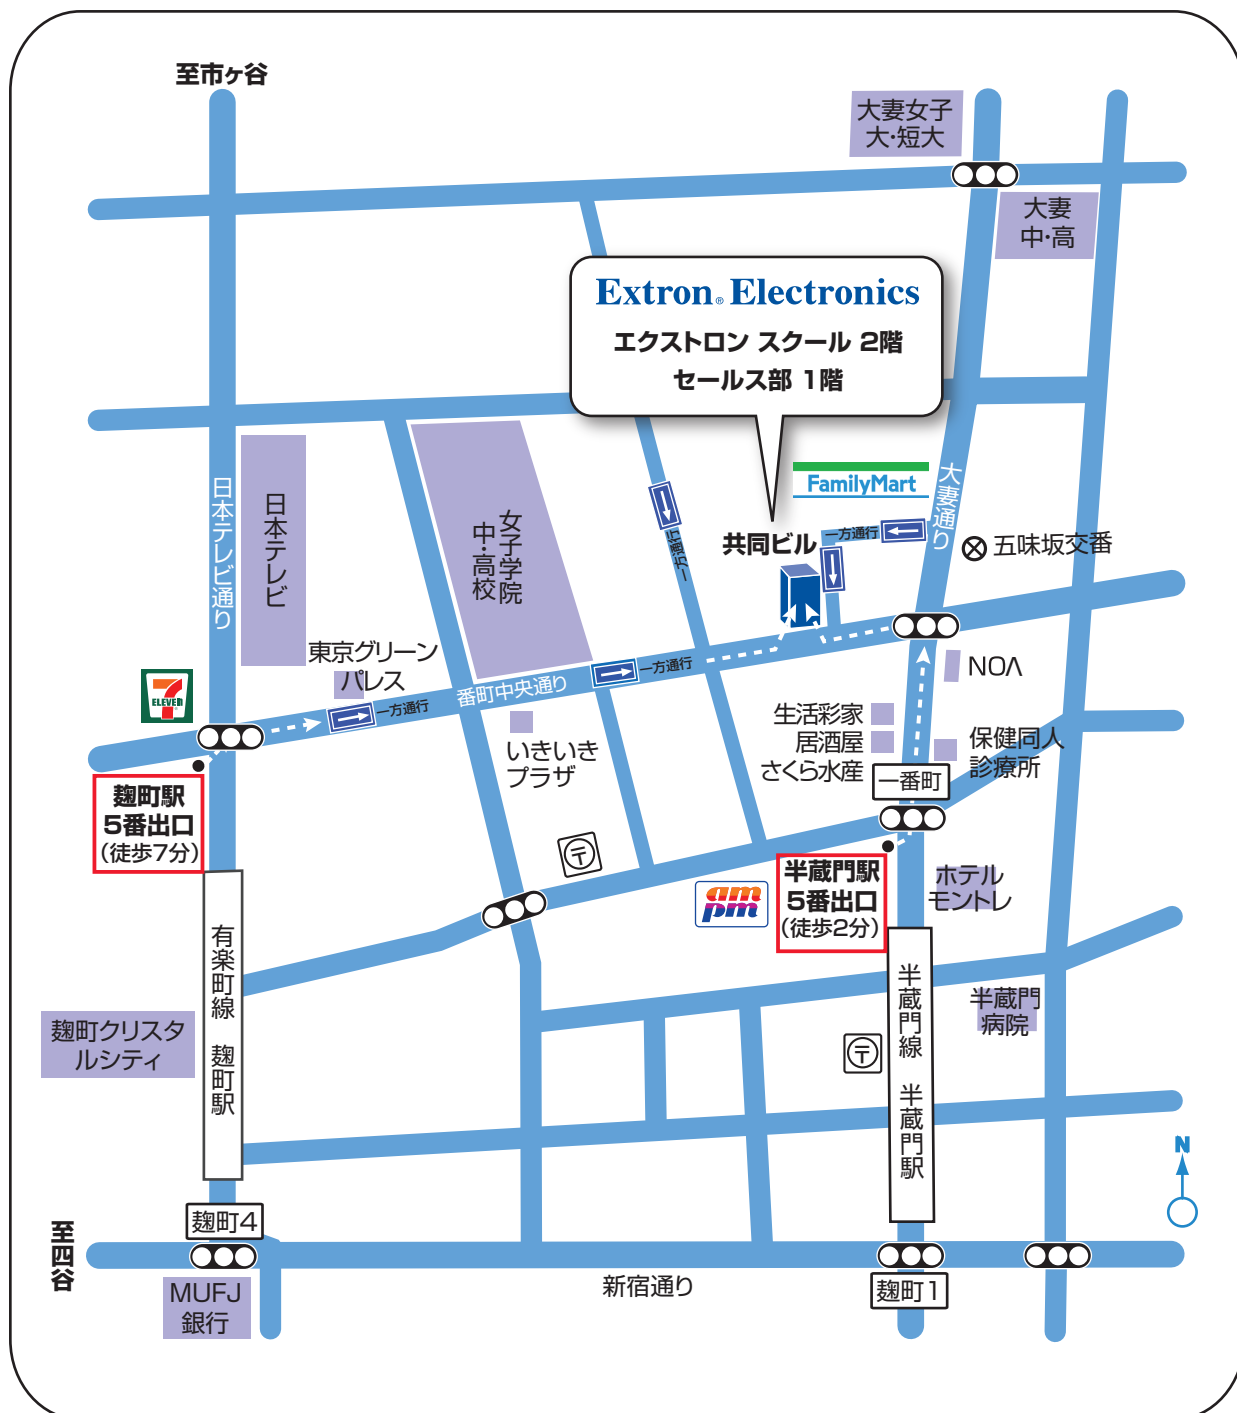 至市ヶ谷
大妻女子
大・短大
大妻
中・高
Extron® Electronics
エクストロン スクール 2階
セールス部 1階
FamilyMart
大妻通り
日本テレビ通り
日本テレビ
女子学院
中・高校
一方通行
一方通行
共同ビル
五味坂交番
東京グリーン
パレス
一方通行
番町中央通り
一方通行
NOA
7
ELEVEN
いきいき
プラザ
生活彩家
居酒屋
さくら水産
保健同人
診療所
一番町
麹町駅
5番出口
(徒歩7分)
〒
am
pm
半蔵門駅
5番出口
(徒歩2分)
ホテル
モントレ
有楽町線 麹町駅
半蔵門線 半蔵門駅
半蔵門
病院
麹町クリスタ
ルシティ
〒
N
至四谷
麹町4
MUFJ
銀行
新宿通り
麹町1